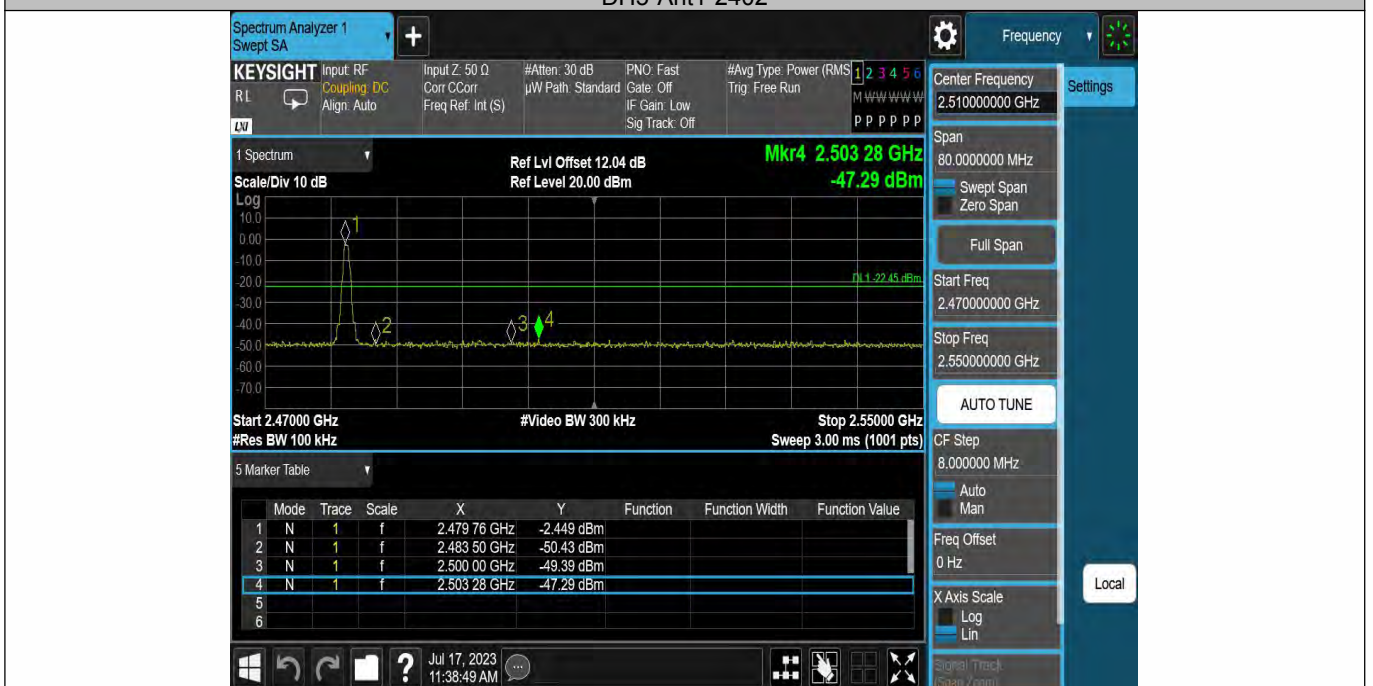 DH5-Ant1-2402
Spectrum Analyzer 1
Swept SA
+
Frequency
KEYSIGHT
RL
LXI
Input: RF
Coupling: DC
Align: Auto
Input Z: 50 Ω
Corr CCorr
Freq Ref: Int (S)
#Atten: 30 dB
µW Path: Standard
PNO: Fast
Gate: Off
IF Gain: Low
Sig Track: Off
#Avg Type: Power (RMS
Trig: Free Run
1 2 3 4 5 6
M W W W W W
P P P P P P
Center Frequency
2.510000000 GHz
Settings
1 Spectrum
Scale/Div 10 dB
Ref Lvl Offset 12.04 dB
Ref Level 20.00 dBm
Mkr4 2.503 28 GHz
-47.29 dBm
Span
80.0000000 MHz
Swept Span
Zero Span
Full Span
Start Freq
2.470000000 GHz
Stop Freq
2.550000000 GHz
AUTO TUNE
CF Step
8.000000 MHz
Auto
Man
Freq Offset
0 Hz
X Axis Scale
Log
Lin
Signal Track
(Span Zoom)
Local
Log
10.0
0.00
-10.0
-20.0
-30.0
-40.0
-50.0
-60.0
-70.0
1
2
3
4
DL1 -22.45 dBm
Start 2.47000 GHz
#Video BW 300 kHz
Stop 2.55000 GHz
#Res BW 100 kHz
Sweep 3.00 ms (1001 pts)
5 Marker Table
Mode Trace Scale X Y Function Function Width Function Value
1 N 1 f 2.479 76 GHz -2.449 dBm
2 N 1 f 2.483 50 GHz -50.43 dBm
3 N 1 f 2.500 00 GHz -49.39 dBm
4 N 1 f 2.503 28 GHz -47.29 dBm
5
6
?
Jul 17, 2023
11:38:49 AM